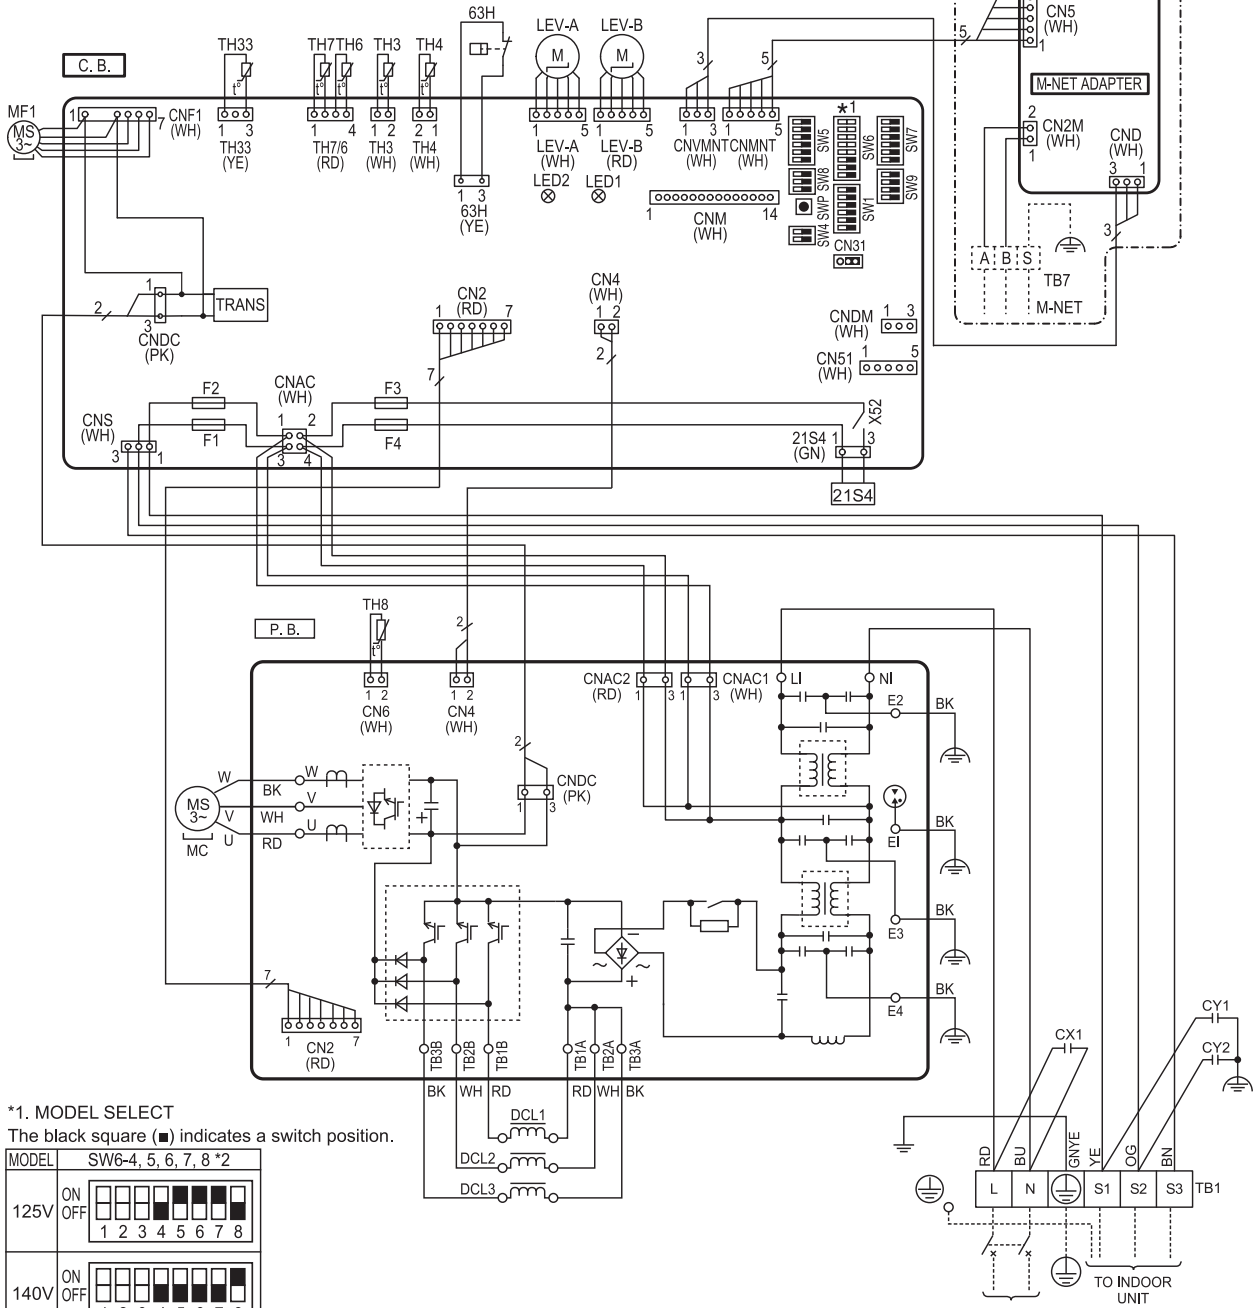 63H LEV-A LEV-B CN5
(WH)
5 1
C. B. TH33 TH7 TH6 TH3 TH4 M M 3 5
t° t° t° t° t°
M-NET ADAPTER
MF1
MS
3~
1 7 CNF1
(WH)
1 3 1 4 1 2 2 1 1 5 1 5 1 3 1 5 *1
TH33
(YE)
TH7/6
(RD)
TH3
(WH)
TH4
(WH)
LEV-A
(WH)
LEV-B
(RD)
CNVMNT
(WH)
CNMNT
(WH)
SW5 SW6 SW7
2
1
CN2M
(WH)
CND
(WH)
3 1
1 3
63H
(YE)
LED2 LED1
SW8 SW9
SWP SW1
SW4
1 14
CNM
(WH)
CN31
3
A B S
TB7
M-NET
TRANS
1
2
3
CNDC
(PK)
CN2
(RD)
1 7
7
CN4
(WH)
1 2
2
CNDM
(WH)
1 3
CN51
(WH)
1 5
CNS
(WH)
3 1
F2
F1
CNAC
(WH)
1 2
3 4
F3
F4
X52
21S4
(GN)
1 3
21S4
P. B. TH8
t°
2
1 2
CN6
(WH)
1 2
CN4
(WH)
CNAC2
(RD)
1 3
1 3
CNAC1
(WH)
LI NI
E2 BK
2
CNDC
(PK)
1 3
MS
3~
MC
W BK W
V WH V
U RD U
+
EI BK
E3 BK
−
~ ~
+
E4 BK
7
1 7
CN2
(RD)
TB3B TB2B TB1B TB1A TB2A TB3A
BK WH RD RD WH BK
DCL1
DCL2
DCL3
CX1 CY1
CY2
RD BU GNYE YE OG BN
L N S1 S2 S3 TB1
TO INDOOR
UNIT
*1. MODEL SELECT
The black square (■) indicates a switch position.
MODEL SW6-4, 5, 6, 7, 8 *2
125V ON
OFF
1 2 3 4 5 6 7 8
140V ON
OFF